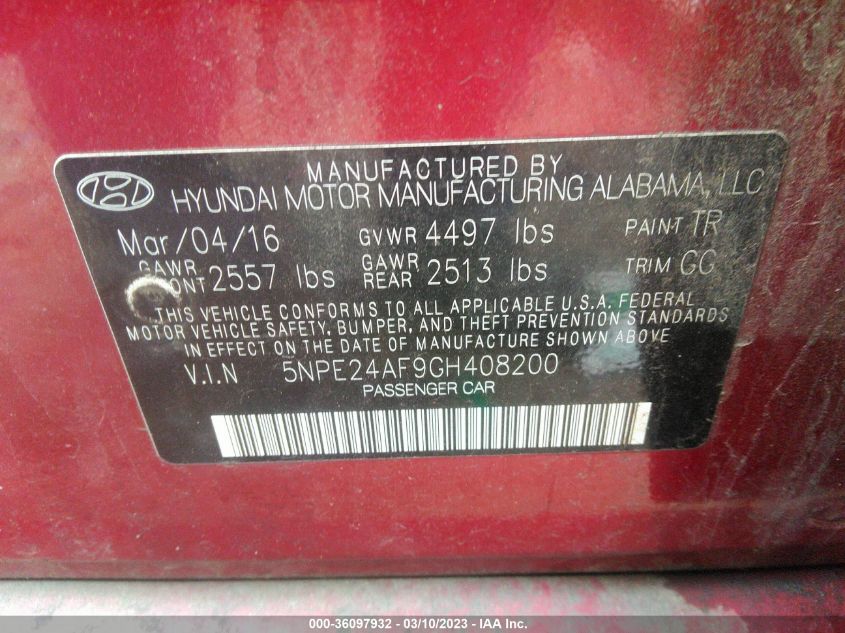 MANUFACTURED BY
HYUNDAI MOTOR MANUFACTURING ALABAMA, LLC
Mar/04/16 GVWR 4497 lbs PAINT TR
GAWR FRONT 2557 lbs GAWR REAR 2513 lbs TRIM GG
THIS VEHICLE CONFORMS TO ALL APPLICABLE U.S.A. FEDERAL
MOTOR VEHICLE SAFETY, BUMPER, AND THEFT PREVENTION STANDARDS
IN EFFECT ON THE DATE OF MANUFACTURE SHOWN ABOVE
V.I.N 5NPE24AF9GH408200
PASSENGER CAR
000-36097932 - 03/10/2023 - IAA Inc.